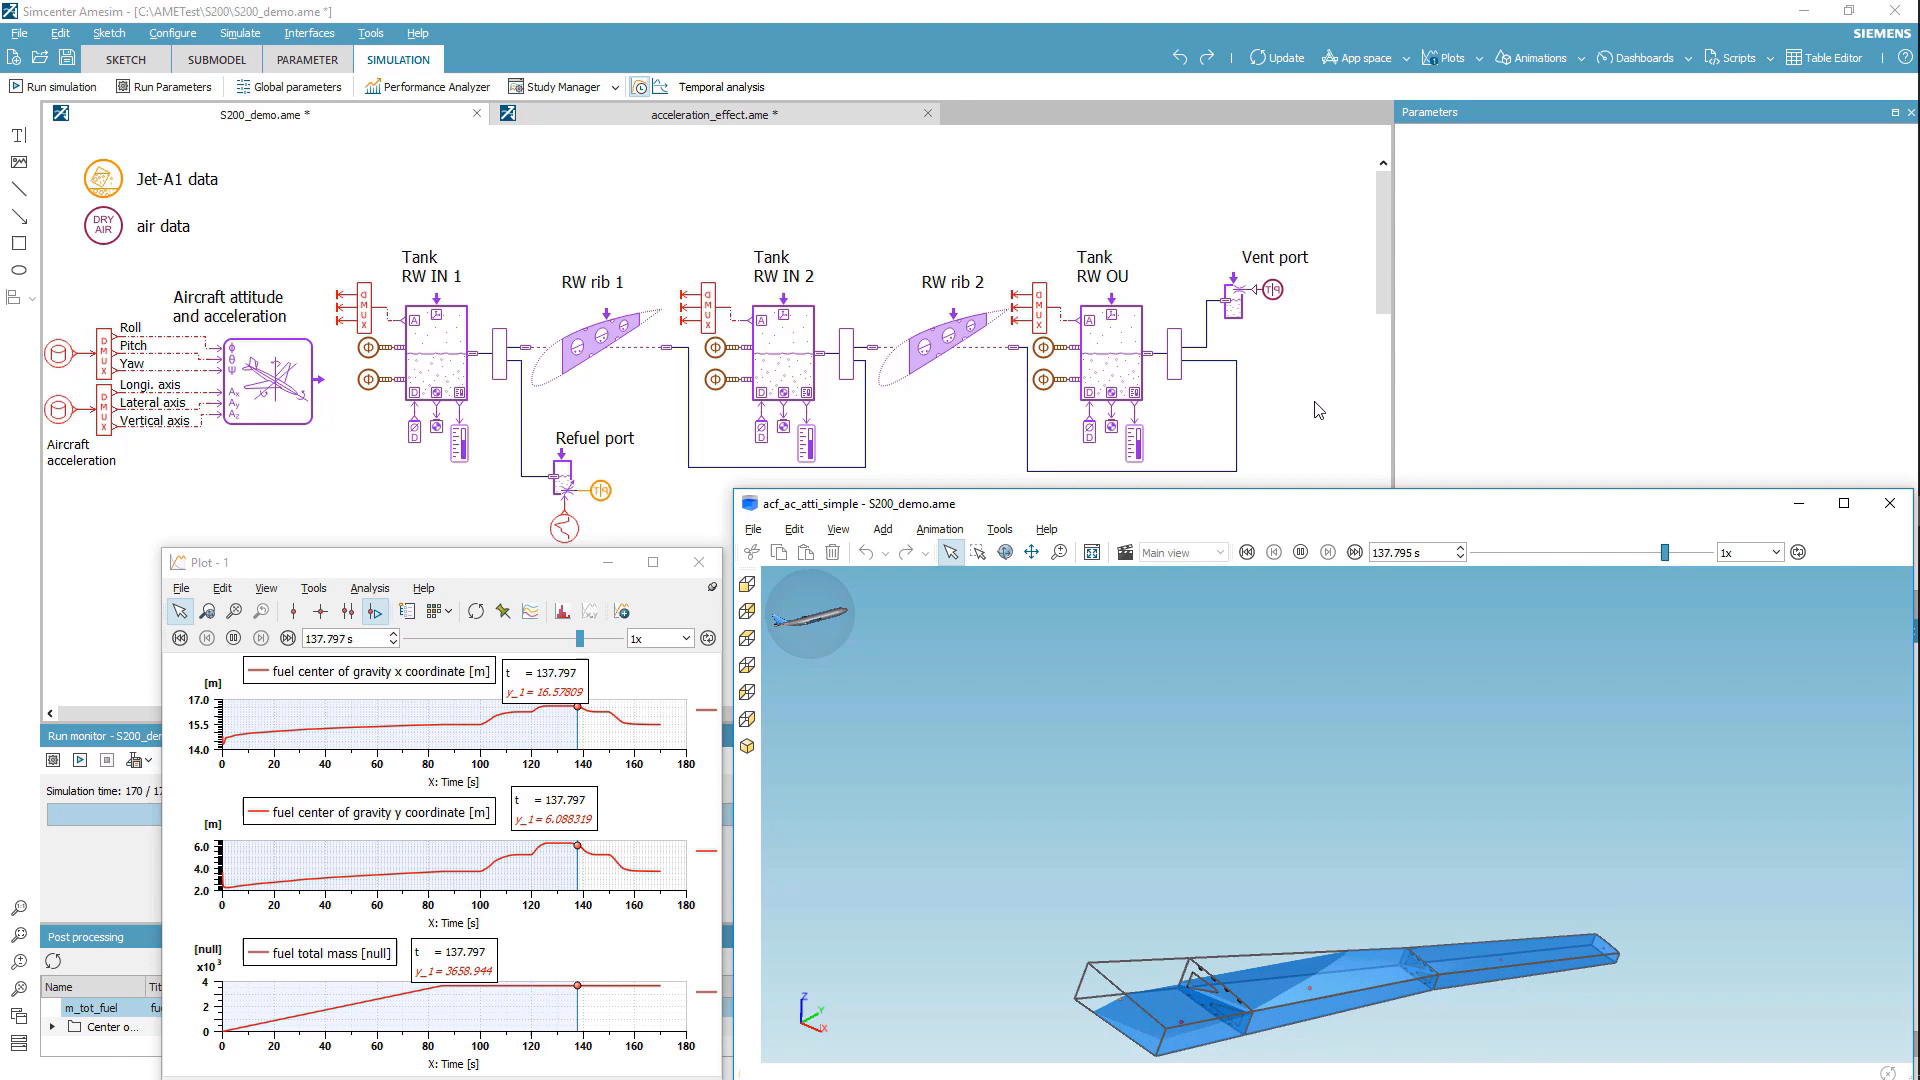 Simcenter Amesim - [C:\AMETest\S200\S200_demo.ame *]
File Edit Sketch Configure Simulate Interfaces Tools Help
SIEMENS
SKETCH SUBMODEL PARAMETER SIMULATION
Update App space Plots Animations Dashboards Scripts Table Editor
Run simulation Run Parameters Global parameters Performance Analyzer Study Manager Temporal analysis
S200_demo.ame *
acceleration_effect.ame *
Parameters
Jet-A1 data
DRY
AIR
air data
Aircraft attitude
and acceleration
Roll
Pitch
Yaw
Longi. axis
Lateral axis
Vertical axis
Aircraft
acceleration
Tank
RW IN 1
RW rib 1
Tank
RW IN 2
RW rib 2
Tank
RW OU
Vent port
Refuel port
Run monitor - S200_de
Simulation time: 170 / 1
Post processing
Name
m_tot_fuel
Center o...
Plot - 1
File Edit View Tools Analysis Help
137.797 s
1x
fuel center of gravity x coordinate [m]
t = 137.797
y_1= 16.57809
[m]
17.0
15.5
14.0
0 20 40 60 80 100 120 140 160 180
X: Time [s]
fuel center of gravity y coordinate [m]
t = 137.797
y_1= 6.088319
[m]
6.0
4.0
2.0
0 20 40 60 80 100 120 140 160 180
X: Time [s]
fuel total mass [null]
t = 137.797
y_1= 3658.944
[null]
x10³
4
2
0
0 20 40 60 80 100 120 140 160 180
X: Time [s]
acf_ac_atti_simple - S200_demo.ame
File Edit View Add Animation Tools Help
Main view
137.795 s
1x
Z
Y
X